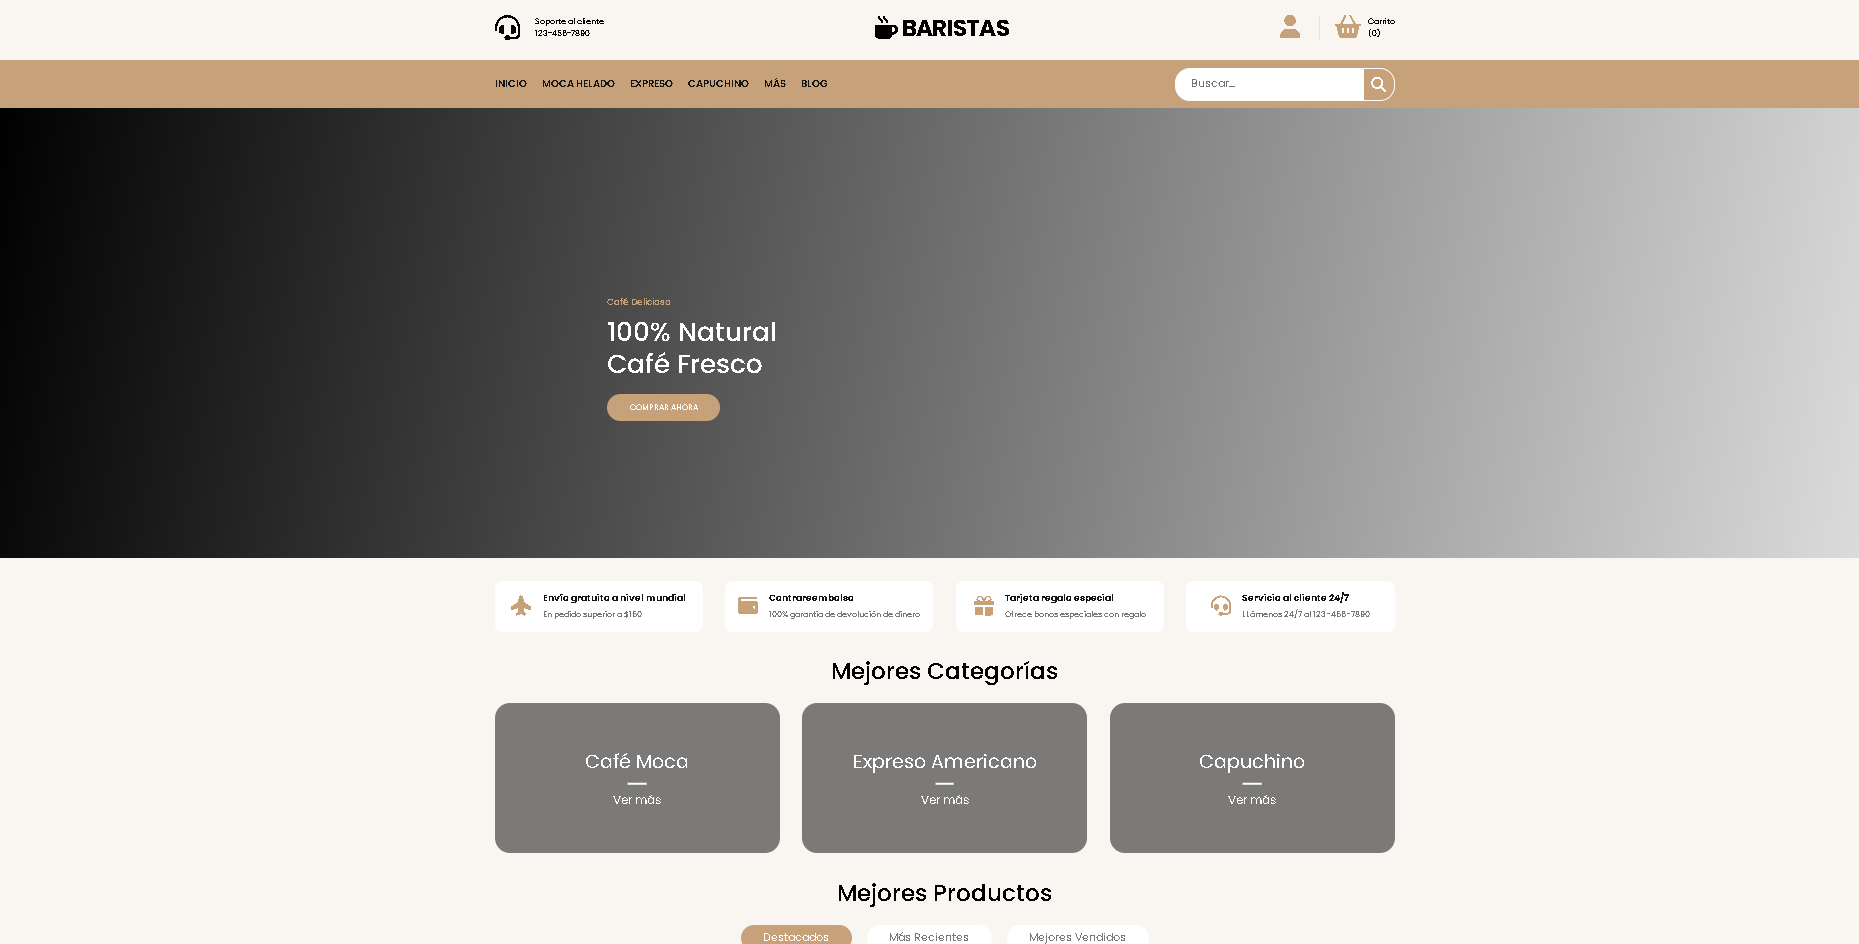 Soporte al cliente
123-456-7890
BARISTAS
Carrito
(0)
INICIO MOCA HELADO EXPRESO CAPUCHINO MÁS BLOG
Buscar...
Café Delicioso
100% Natural
Café Fresco
COMPRAR AHORA
Envío gratuito a nivel mundial
En pedido superior a $150
Contrareembolso
100% garantía de devolución de dinero
Tarjeta regalo especial
Ofrece bonos especiales con regalo
Servicio al cliente 24/7
LLámenos 24/7 al 123-456-7890
Mejores Categorías
Café Moca
Ver más
Expreso Americano
Ver más
Capuchino
Ver más
Mejores Productos
Destacados Más Recientes Mejores Vendidos